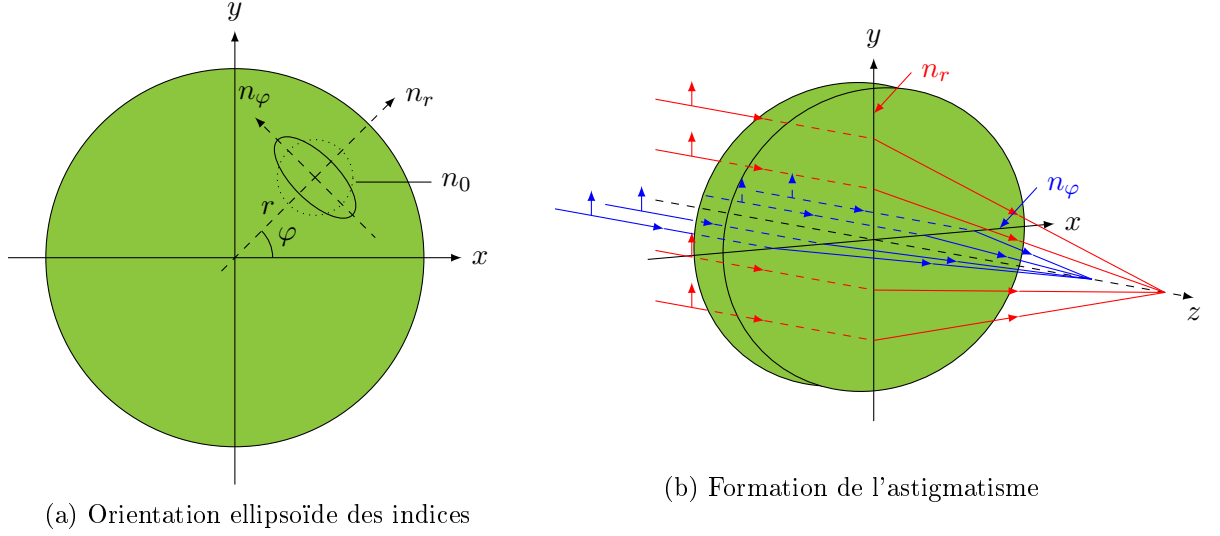 y
n_φ
n_r
n_0
r
φ
x
(a) Orientation ellipsoïde des indices
y
n_r
n_φ
x
z
(b) Formation de l'astigmatisme